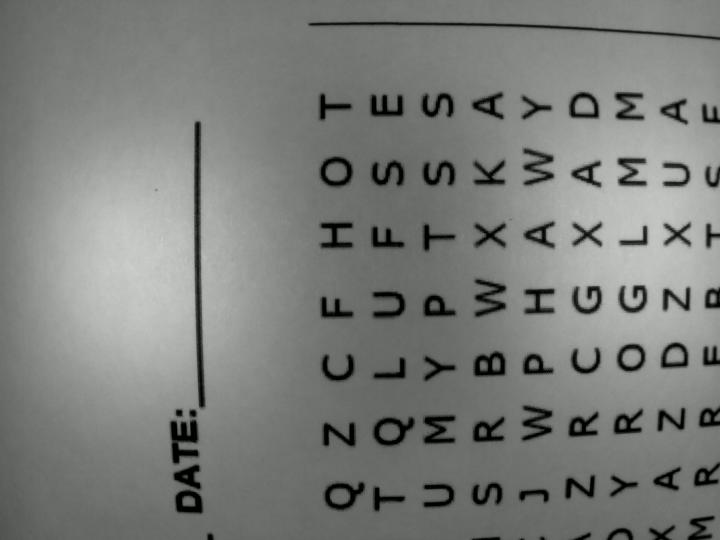 DATE:
Q Z C F H O T
T Q L U F S E
U M Y P T S S
S R B W X K A
J W P H A W Y
Z R C G X A D
Y R O G L M M
X A Z D Z X U A
M R R